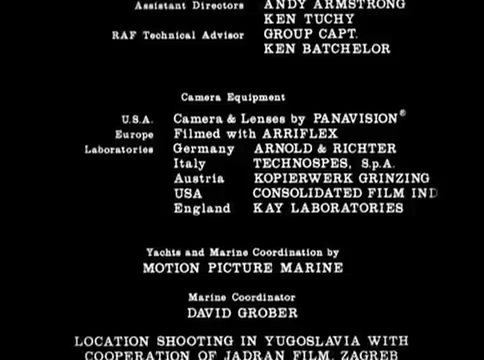 Assistant Directors ANDY ARMSTRONG
KEN TUCHY
RAF Technical Advisor GROUP CAPT.
KEN BATCHELOR
Camera Equipment
U.S.A. Camera & Lenses by PANAVISION®
Europe Filmed with ARRIFLEX
Laboratories Germany ARNOLD & RICHTER
Italy TECHNOSPES, S.p.A.
Austria KOPIERWERK GRINZING
USA CONSOLIDATED FILM IND
England KAY LABORATORIES
Yachts and Marine Coordination by
MOTION PICTURE MARINE
Marine Coordinator
DAVID GROBER
LOCATION SHOOTING IN YUGOSLAVIA WITH
COOPERATION OF JADRAN FILM, ZAGREB